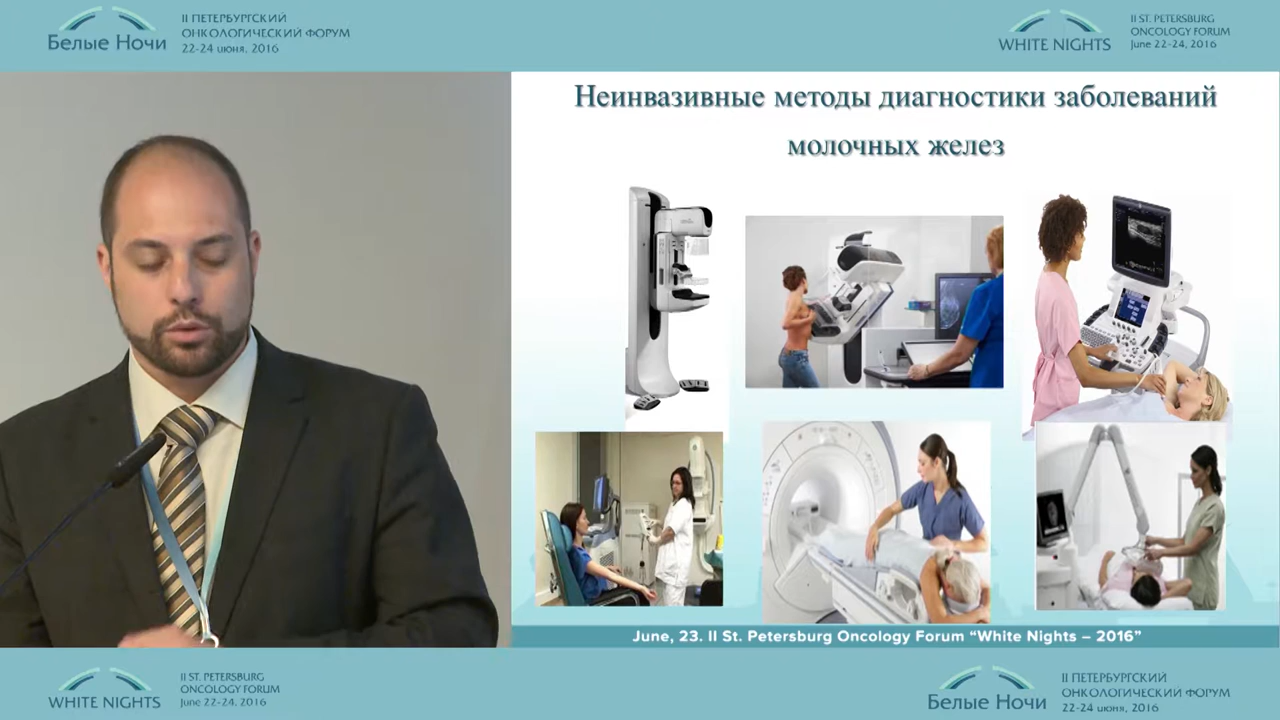 Белые Ночи
II ПЕТЕРБУРГСКИЙ
ОНКОЛОГИЧЕСКИЙ ФОРУМ
22-24 июня, 2016
WHITE NIGHTS
II ST. PETERSBURG
ONCOLOGY FORUM
June 22-24, 2016
Неинвазивные методы диагностики заболеваний
молочных желез
June, 23. II St. Petersburg Oncology Forum “White Nights – 2016”
WHITE NIGHTS
II ST. PETERSBURG
ONCOLOGY FORUM
June 22-24, 2016
Белые Ночи
II ПЕТЕРБУРГСКИЙ
ОНКОЛОГИЧЕСКИЙ ФОРУМ
22-24 июня, 2016